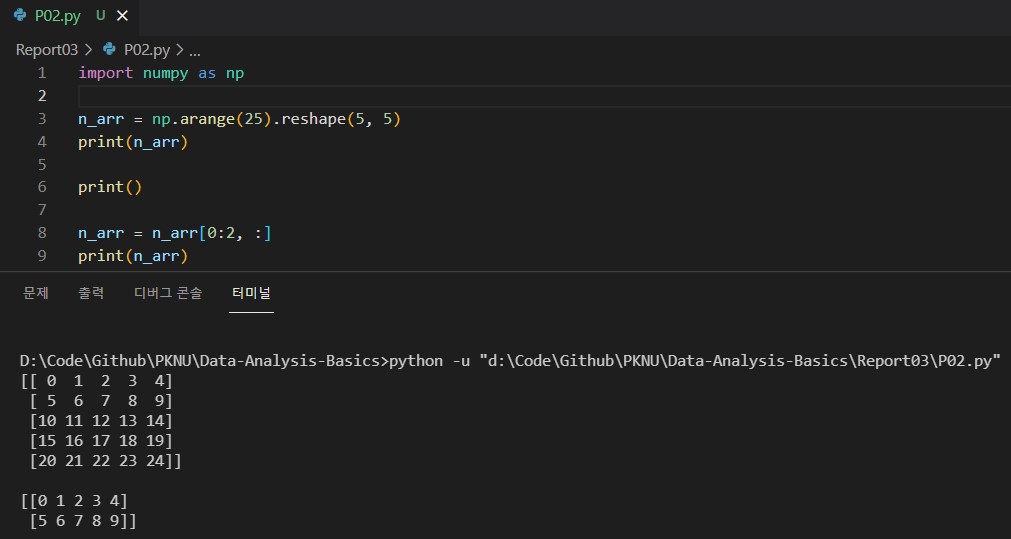 P02.py U
Report03 > P02.py > ...
1 import numpy as np
2
3 n_arr = np.arange(25).reshape(5, 5)
4 print(n_arr)
5
6 print()
7
8 n_arr = n_arr[0:2, :]
9 print(n_arr)
문제 출력 디버그 콘솔 터미널
D:\Code\Github\PKNU\Data-Analysis-Basics>python -u "d:\Code\Github\PKNU\Data-Analysis-Basics\Report03\P02.py"
[[ 0  1  2  3  4]
 [ 5  6  7  8  9]
 [10 11 12 13 14]
 [15 16 17 18 19]
 [20 21 22 23 24]]
[[0 1 2 3 4]
 [5 6 7 8 9]]